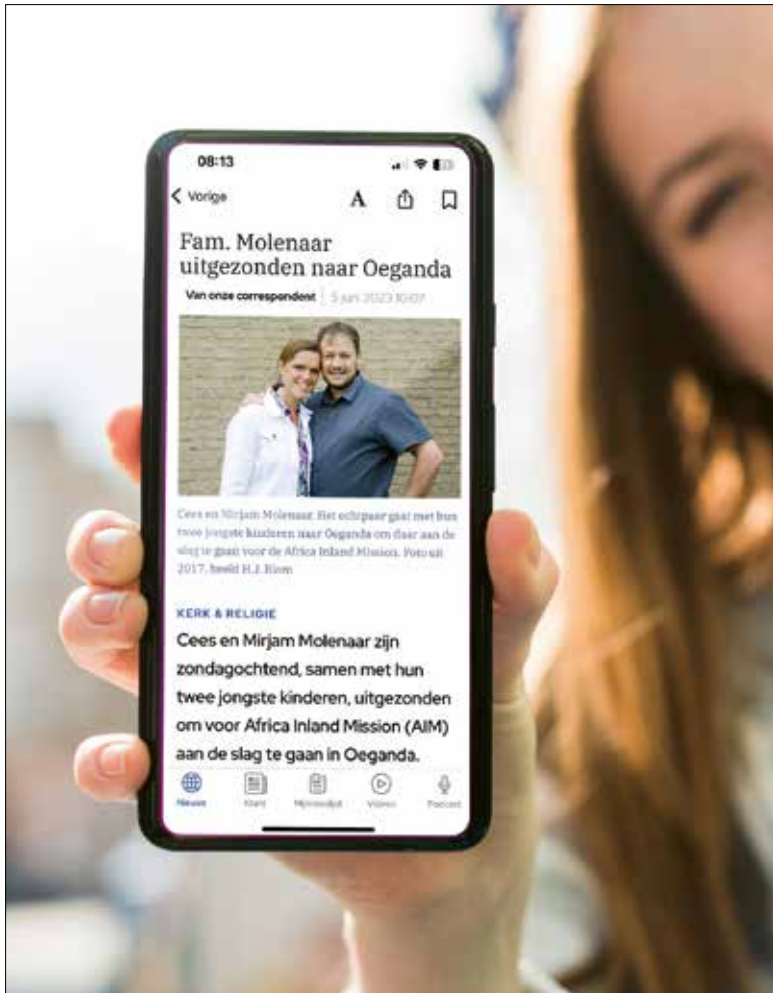 08:13
Vorige
A
Fam. Molenaar
uitgezonden naar Oeganda
Van onze correspondent | 5 juni 2023 10:07
Cees en Mirjam Molenaar. Het echtpaar gaat met hun
twee jongste kinderen naar Oeganda om daar aan de
slag te gaan voor de Africa Inland Mission. Foto uit
2017. beeld H.J. Blom
KERK & RELIGIE
Cees en Mirjam Molenaar zijn
zondagochtend, samen met hun
twee jongste kinderen, uitgezonden
om voor Africa Inland Mission (AIM)
aan de slag te gaan in Oeganda.
Nieuws Krant Video's Podcast